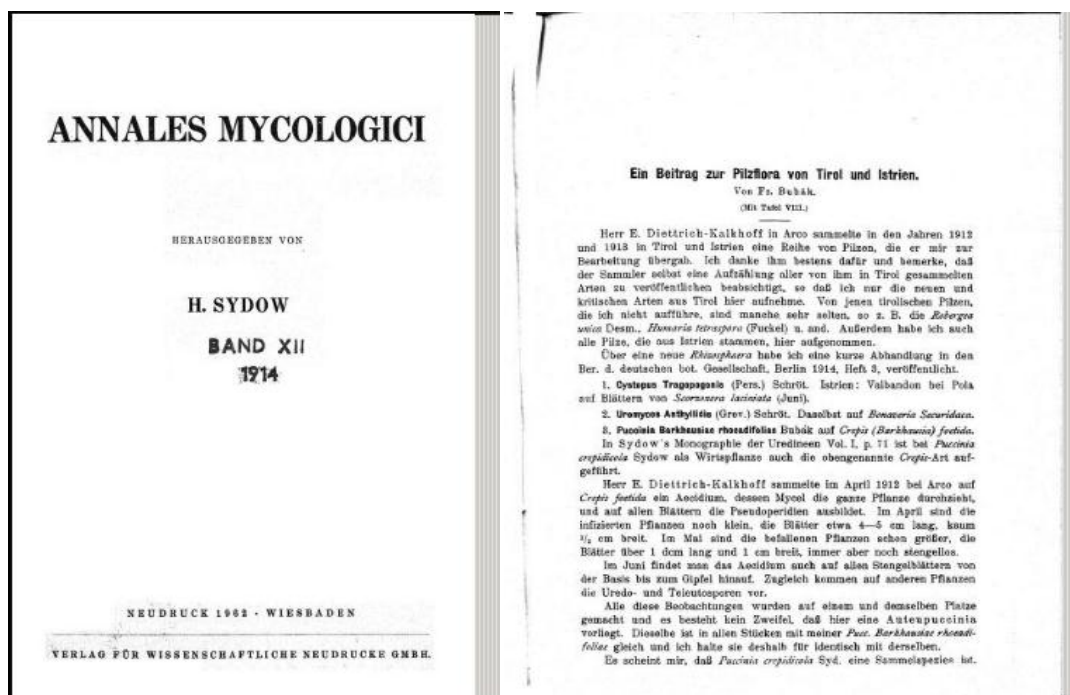 ANNALES MYCOLOGICI
HERAUSGEGEBEN VON
H. SYDOW
BAND XII
1914
NEUDRUCK 1962 · WIESBADEN
VERLAG FÜR WISSENSCHAFTLICHE NEUDRUCKE GMBH.
Ein Beitrag zur Pilzflora von Tirol und Istrien.
Von Fr. Bubák.
(Mit Tafel VIII.)
Herr E. Diettrich-Kalkhoff in Arco sammelte in den Jahren 1912
und 1913 in Tirol und Istrien eine Reihe von Pilzen, die er mir zur
Bearbeitung übergab. Ich danke ihm bestens dafür und bemerke, daß
der Sammler selbst eine Aufzählung aller von ihm in Tirol gesammelten
Arten zu veröffentlichen beabsichtigt, so daß ich nur die neuen und
kritischen Arten aus Tirol hier aufnehme. Von jenen tirolischen Pilzen,
die ich nicht aufführe, sind manche sehr selten, so z. B. die Robergea
unica Desm., Humaria tetraspora (Fuckel) u. and. Außerdem habe ich auch
alle Pilze, die aus Istrien stammen, hier aufgenommen.
Über eine neue Rhizosphaera habe ich eine kurze Abhandlung in den
Ber. d. deutschen bot. Gesellschaft, Berlin 1914, Heft 3, veröffentlicht.
1. Cystopus Tragopogonis (Pers.) Schröt. Istrien: Valbandon bei Pola
auf Blättern von Scorzonera laciniata (Juni).
2. Uromyces Anthyllidis (Grev.) Schröt. Daselbst auf Bonaveria Securidaca.
3. Puccinia Barkhausiae rhoeadifoliae Bubák auf Crepis (Barkhausia) foetida.
In Sydow's Monographie der Uredineen Vol. I, p. 71 ist bei Puccinia
crepidicola Sydow als Wirtspflanze auch die obengenannte Crepis-Art auf-
geführt.
Herr E. Diettrich-Kalkhoff sammelte im April 1912 bei Arco auf
Crepis foetida ein Aecidium, dessen Mycel die ganze Pflanze durchzieht,
und auf allen Blättern die Pseudoperidien ausbildet. Im April sind die
infizierten Pflanzen noch klein, die Blätter etwa 4—5 cm lang, kaum
1/2 cm breit. Im Mai sind die befallenen Pflanzen schon größer, die
Blätter über 1 dcm lang und 1 cm breit, immer aber noch stengellos.
Im Juni findet man das Aecidium auch auf allen Stengelblättern von
der Basis bis zum Gipfel hinauf. Zugleich kommen auf anderen Pflanzen
die Uredo- und Teleutosporen vor.
Alle diese Beobachtungen wurden auf einem und demselben Platze
gemacht und es besteht kein Zweifel, daß hier eine Auteupuccinia
vorliegt. Dieselbe ist in allen Stücken mit meiner Pucc. Barkhausiae rhoeadi-
foliae gleich und ich halte sie deshalb für identisch mit derselben.
Es scheint mir, daß Puccinia crepidicola Syd. eine Sammelspezies ist.